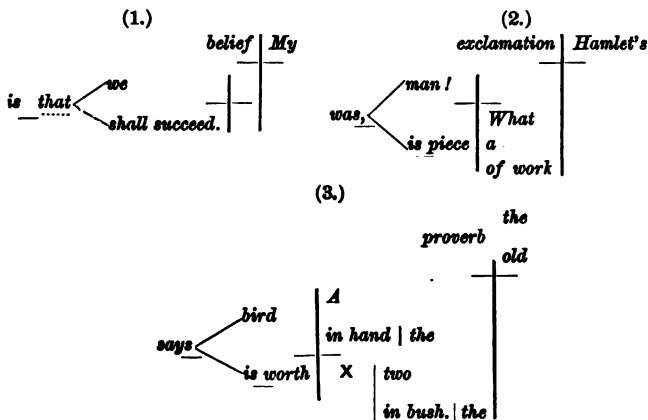 (1.)
belief My
we
is that
shall succeed.
(2.)
exclamation Hamlet's
man !
was,
What
is piece a
of work
(3.)
the
proverb
old
A
bird
in hand the
says
is worth X two
in bush. the